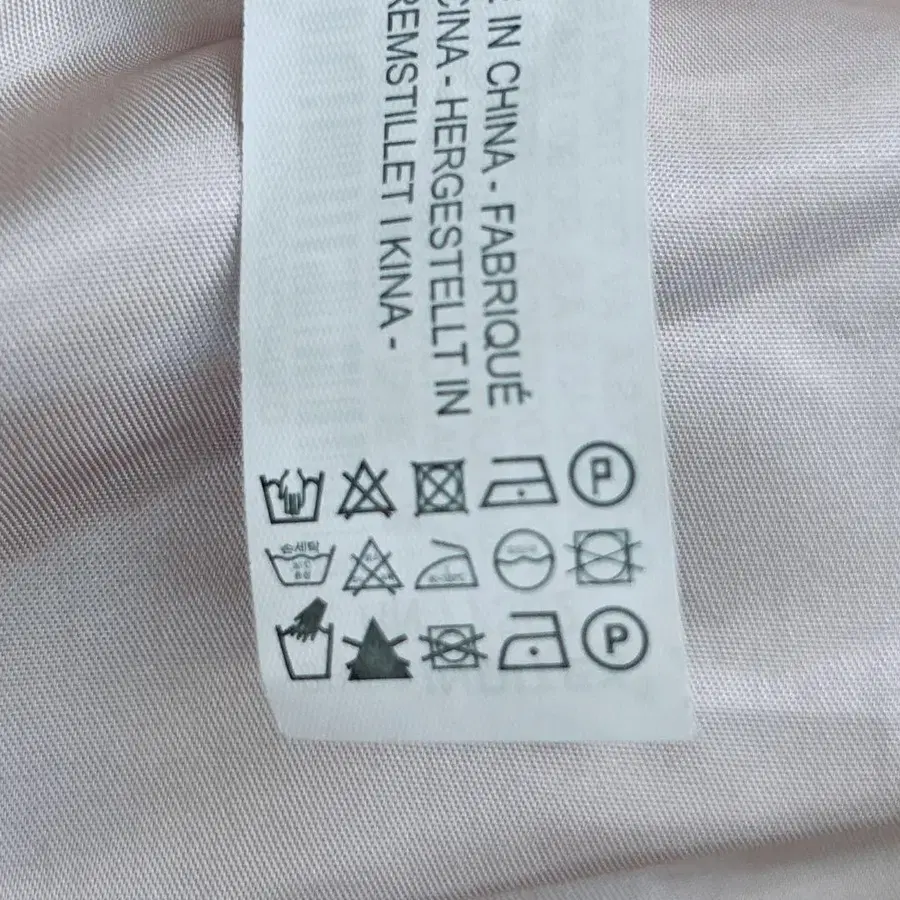 E IN CHINA - FABRIQUÉ
CINA - HERGESTELLT IN
REMSTILLET I KINA -
P
손세탁
P